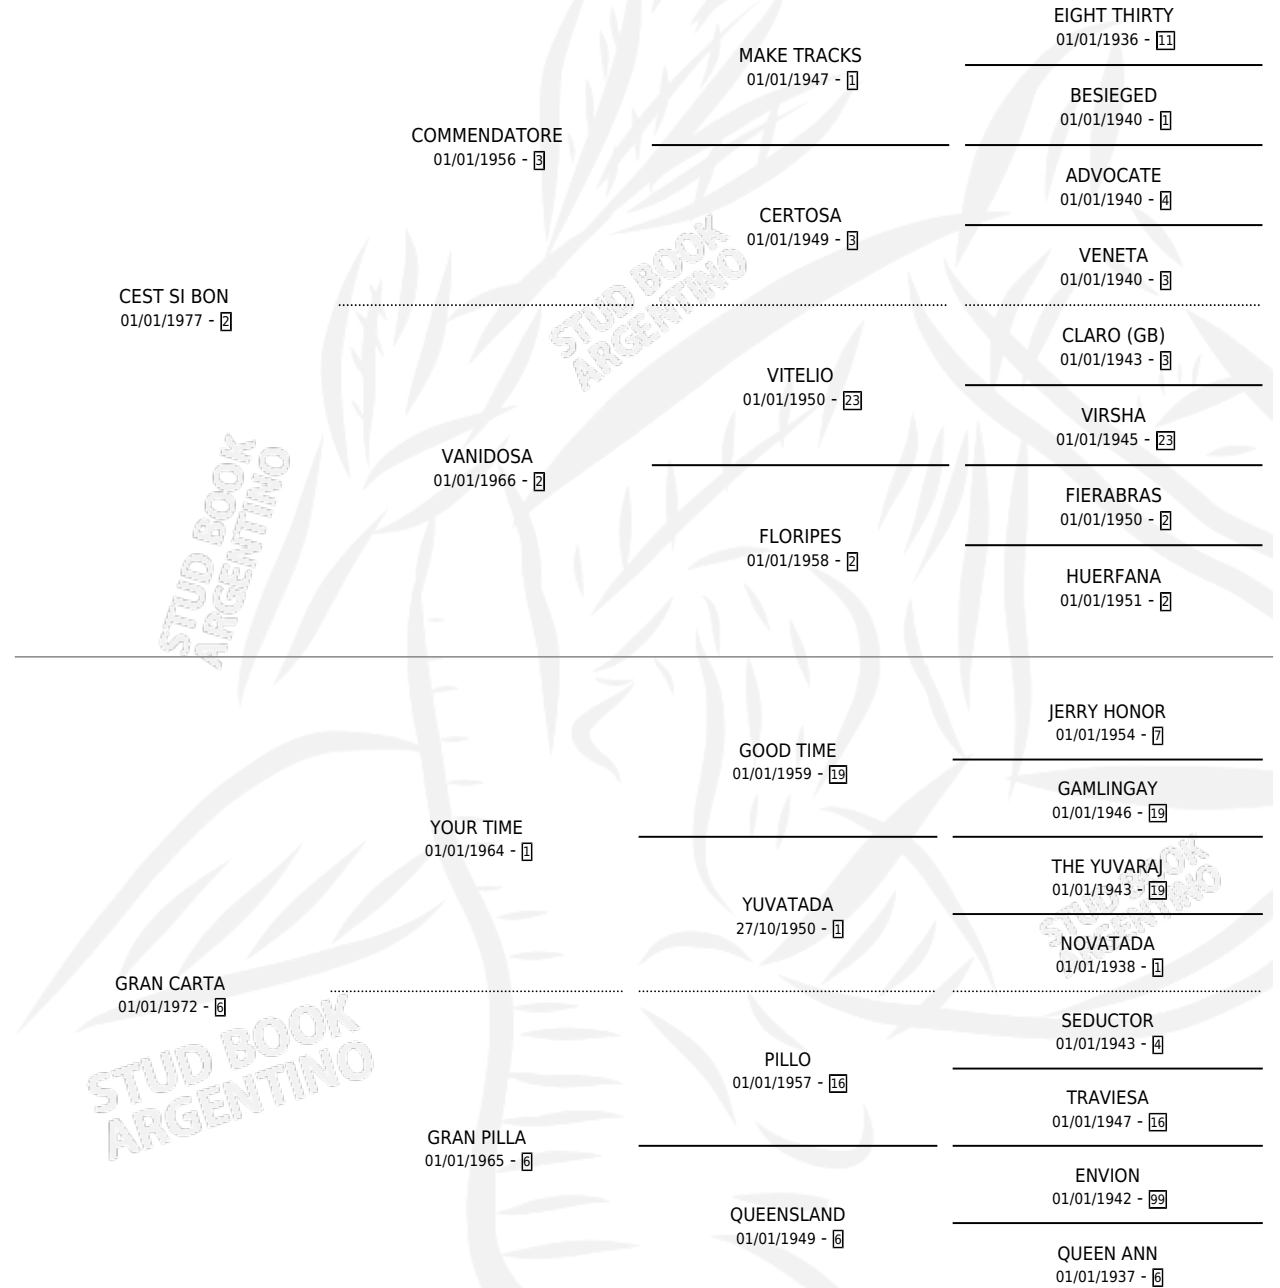 EIGHT THIRTY
01/01/1936 - 11
MAKE TRACKS
01/01/1947 - 1
BESIEGED
01/01/1940 - 1
COMMENDATORE
01/01/1956 - 3
ADVOCATE
01/01/1940 - 4
CERTOSA
01/01/1949 - 3
VENETA
01/01/1940 - 3
CEST SI BON
01/01/1977 - 2
CLARO (GB)
01/01/1943 - 3
VITELIO
01/01/1950 - 23
VIRSHA
01/01/1945 - 23
VANIDOSA
01/01/1966 - 2
FIERABRAS
01/01/1950 - 2
FLORIPES
01/01/1958 - 2
HUERFANA
01/01/1951 - 2
JERRY HONOR
01/01/1954 - 7
GOOD TIME
01/01/1959 - 19
GAMLINGAY
01/01/1946 - 19
YOUR TIME
01/01/1964 - 1
THE YUVARAJ
01/01/1943 - 19
YUVATADA
27/10/1950 - 1
NOVATADA
01/01/1938 - 1
GRAN CARTA
01/01/1972 - 6
SEDUCTOR
01/01/1943 - 4
PILLO
01/01/1957 - 16
TRAVIESA
01/01/1947 - 16
GRAN PILLA
01/01/1965 - 6
ENVION
01/01/1942 - 99
QUEENSLAND
01/01/1949 - 6
QUEEN ANN
01/01/1937 - 6
STUD BOOK
ARGENTINO
STUD BOOK
ARGENTINO
STUD BOOK
ARGENTINO
STUD BOOK
ARGENTINO